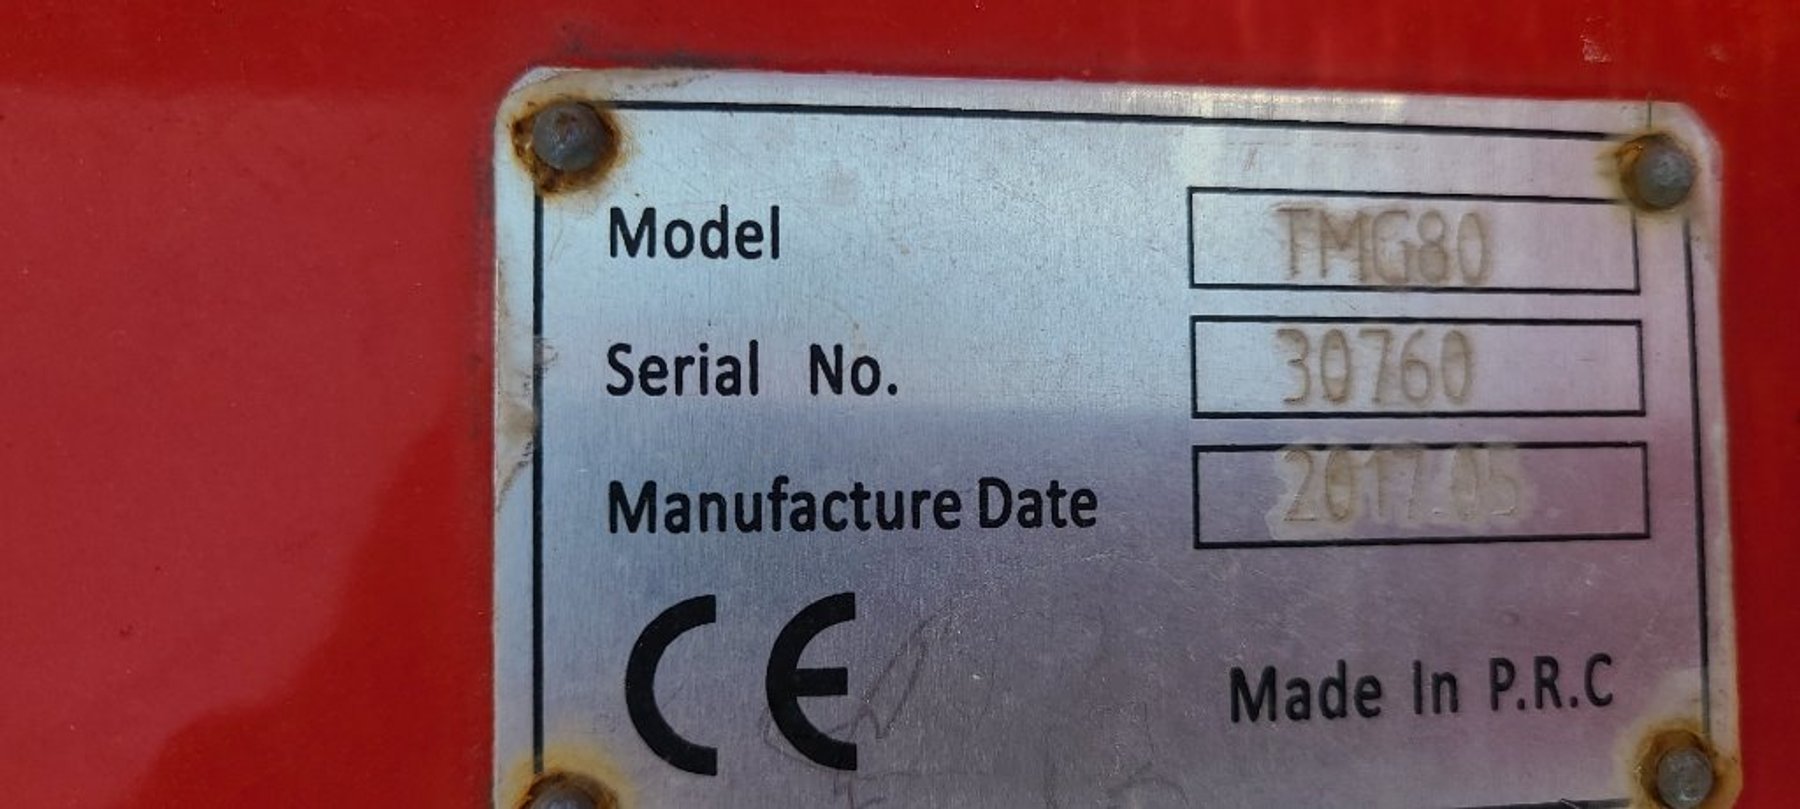 Model TMG80
Serial No. 30760
Manufacture Date 2017.05
CE Made In P.R.C